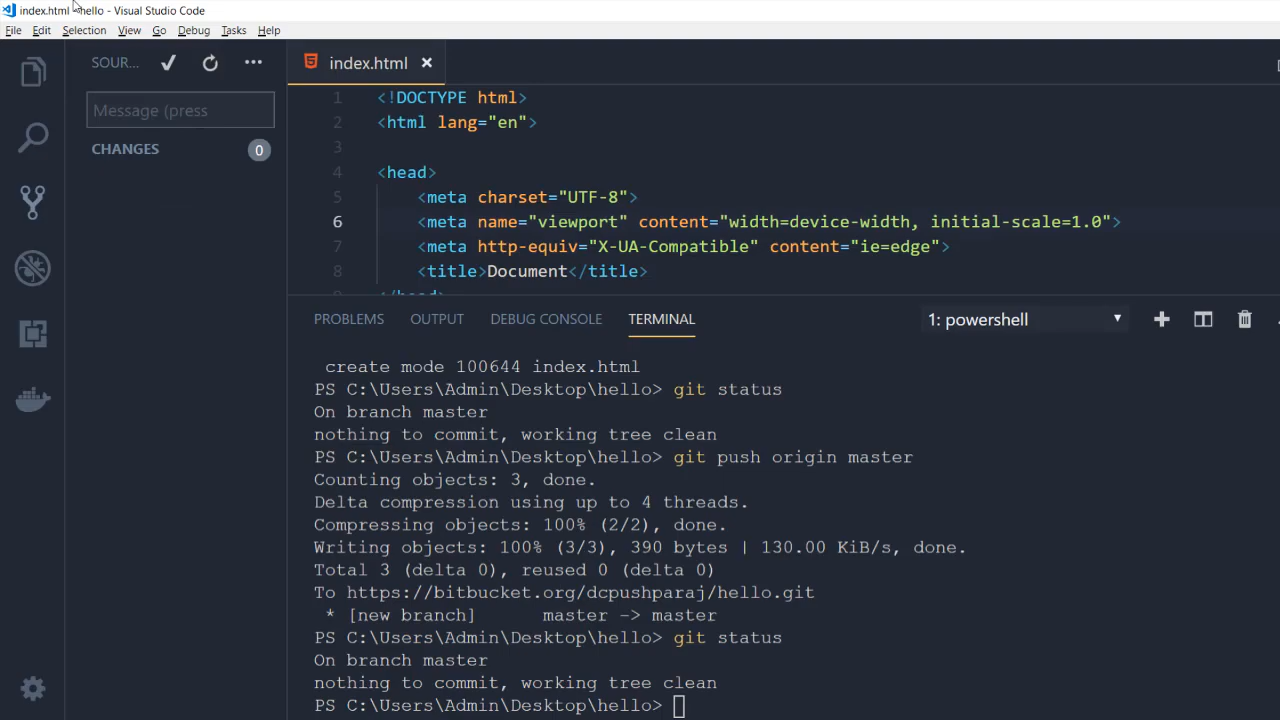 index.html - hello - Visual Studio Code
File Edit Selection View Go Debug Tasks Help
SOUR...
index.html
Message (press
CHANGES 0
1 <!DOCTYPE html>
2 <html lang="en">
3
4 <head>
5 <meta charset="UTF-8">
6 <meta name="viewport" content="width=device-width, initial-scale=1.0">
7 <meta http-equiv="X-UA-Compatible" content="ie=edge">
8 <title>Document</title>
</head>
PROBLEMS OUTPUT DEBUG CONSOLE TERMINAL 1: powershell
create mode 100644 index.html
PS C:\Users\Admin\Desktop\hello> git status
On branch master
nothing to commit, working tree clean
PS C:\Users\Admin\Desktop\hello> git push origin master
Counting objects: 3, done.
Delta compression using up to 4 threads.
Compressing objects: 100% (2/2), done.
Writing objects: 100% (3/3), 390 bytes | 130.00 KiB/s, done.
Total 3 (delta 0), reused 0 (delta 0)
To https://bitbucket.org/dcpushparaj/hello.git
* [new branch] master -> master
PS C:\Users\Admin\Desktop\hello> git status
On branch master
nothing to commit, working tree clean
PS C:\Users\Admin\Desktop\hello>